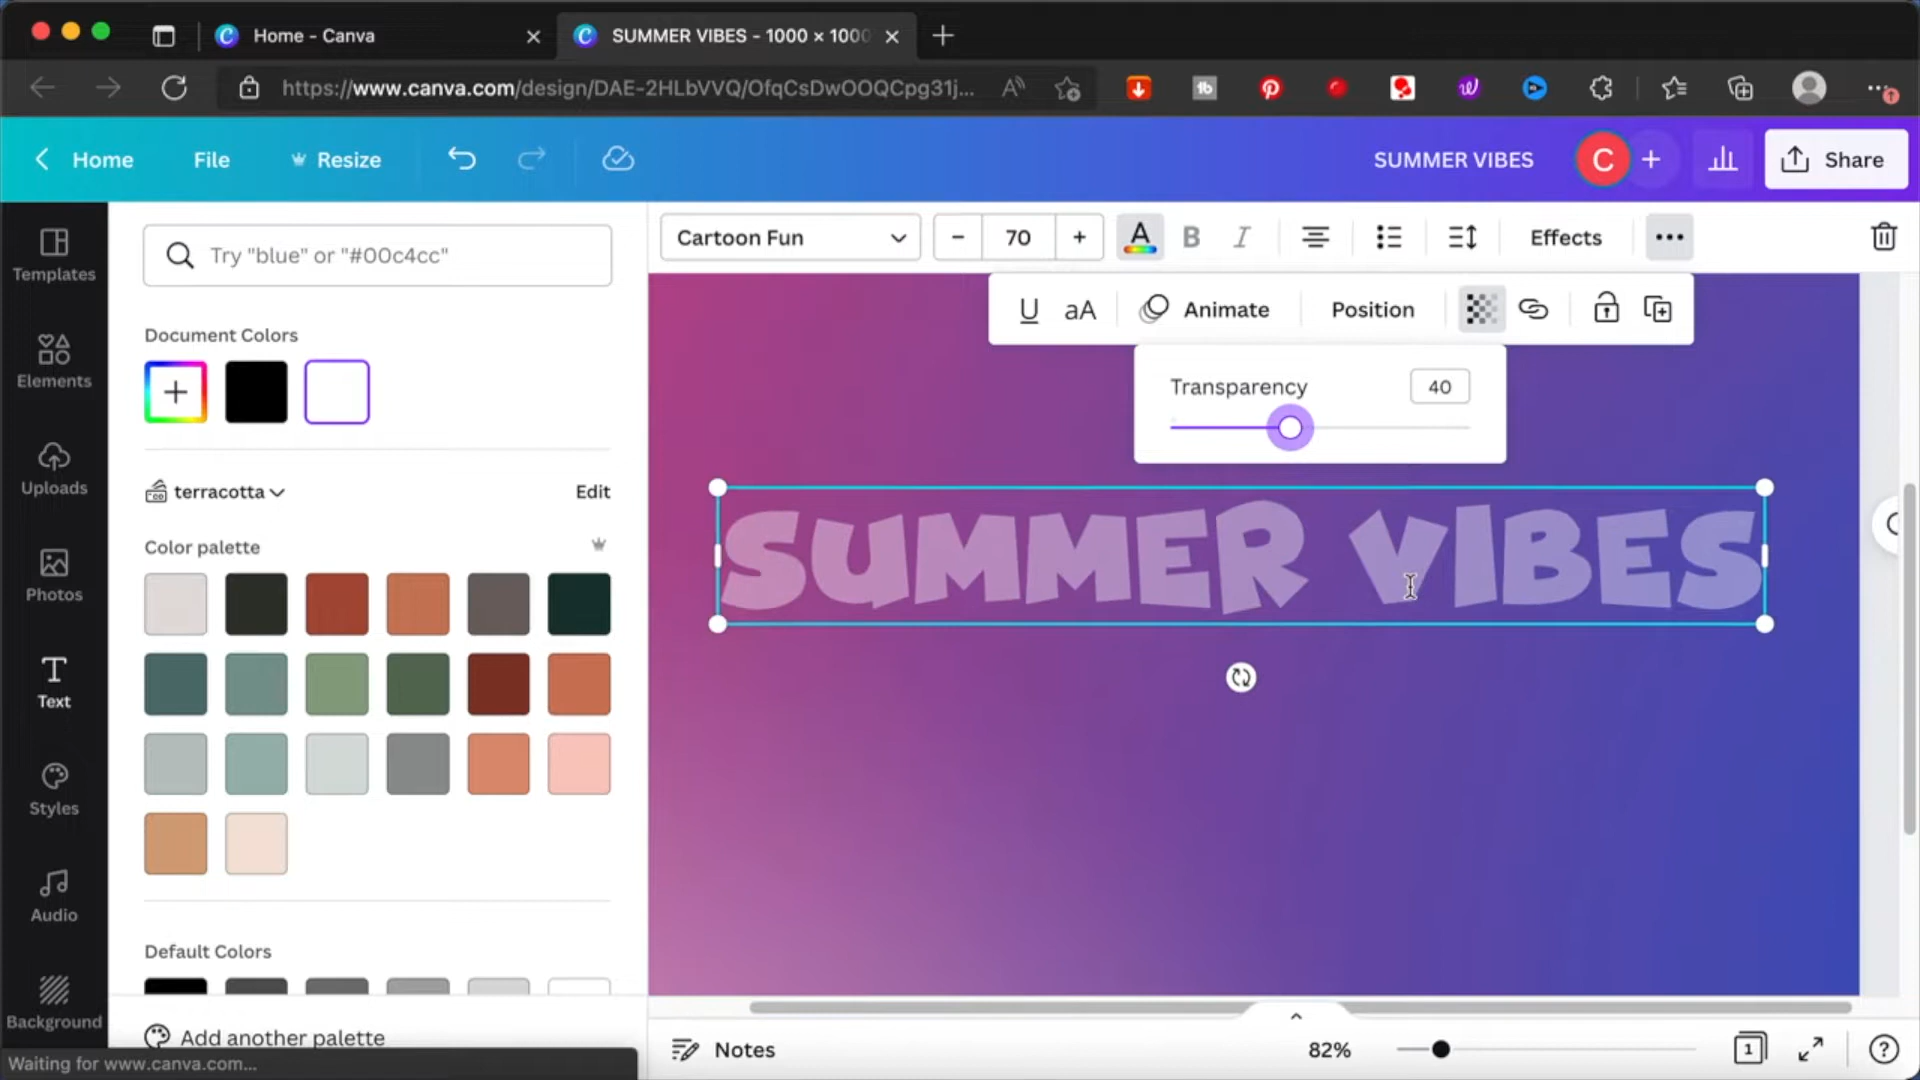 Home - Canva
SUMMER VIBES - 1000 × 1000
https://www.canva.com/design/DAE-2HLbVVQ/OfqCsDwOOQCpg31j...
Home
File
Resize
SUMMER VIBES
C
Share
Templates
Elements
Uploads
Photos
Text
Styles
Audio
Background
Try "blue" or "#00c4cc"
Document Colors
terracotta
Edit
Color palette
Default Colors
Add another palette
Waiting for www.canva.com...
Cartoon Fun
70
A
B
I
Effects
U
aA
Animate
Position
Transparency
40
SUMMER VIBES
Notes
82%
1